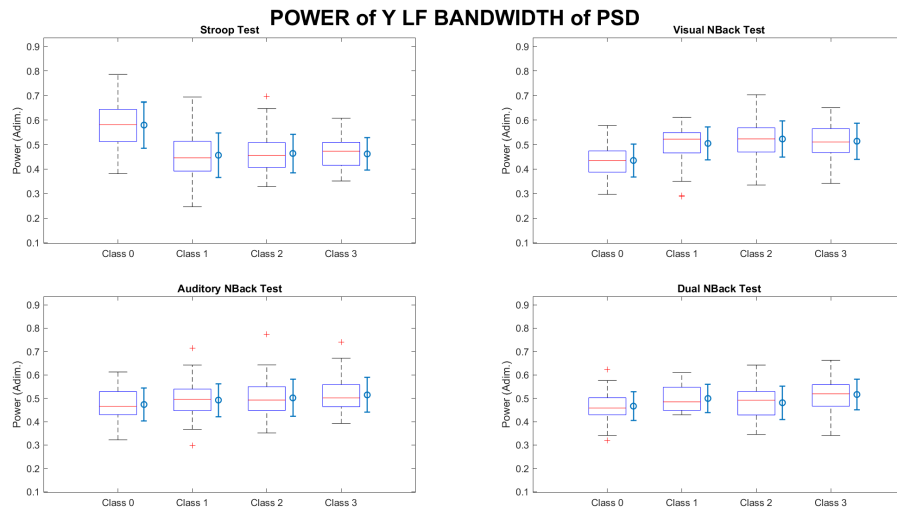 POWER of Y LF BANDWIDTH of PSD
Stroop Test
Power (Adim.)
0.9
0.8
0.7
0.6
0.5
0.4
0.3
0.2
0.1
Class 0 Class 1 Class 2 Class 3
Visual NBack Test
Power (Adim.)
0.9
0.8
0.7
0.6
0.5
0.4
0.3
0.2
0.1
Class 0 Class 1 Class 2 Class 3
Auditory NBack Test
Power (Adim.)
0.9
0.8
0.7
0.6
0.5
0.4
0.3
0.2
0.1
Class 0 Class 1 Class 2 Class 3
Dual NBack Test
Power (Adim.)
0.9
0.8
0.7
0.6
0.5
0.4
0.3
0.2
0.1
Class 0 Class 1 Class 2 Class 3